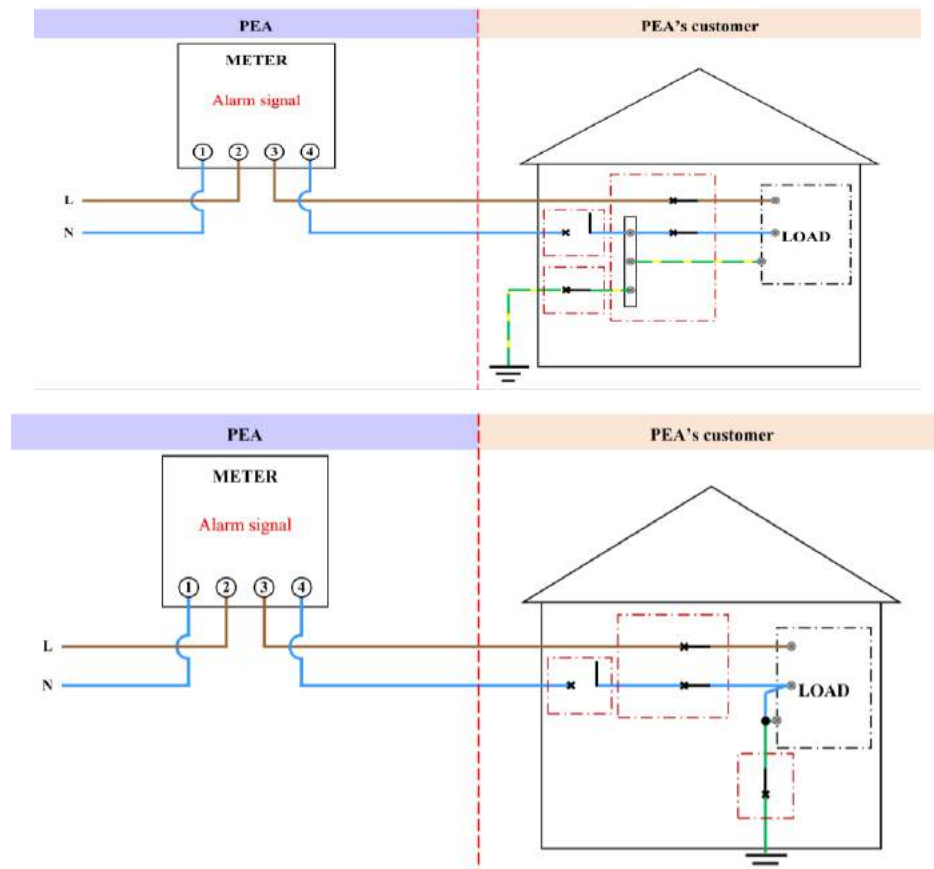 PEA
PEA's customer
METER
Alarm signal
1 2 3 4
L
N
LOAD
PEA
PEA's customer
METER
Alarm signal
1 2 3 4
L
N
LOAD